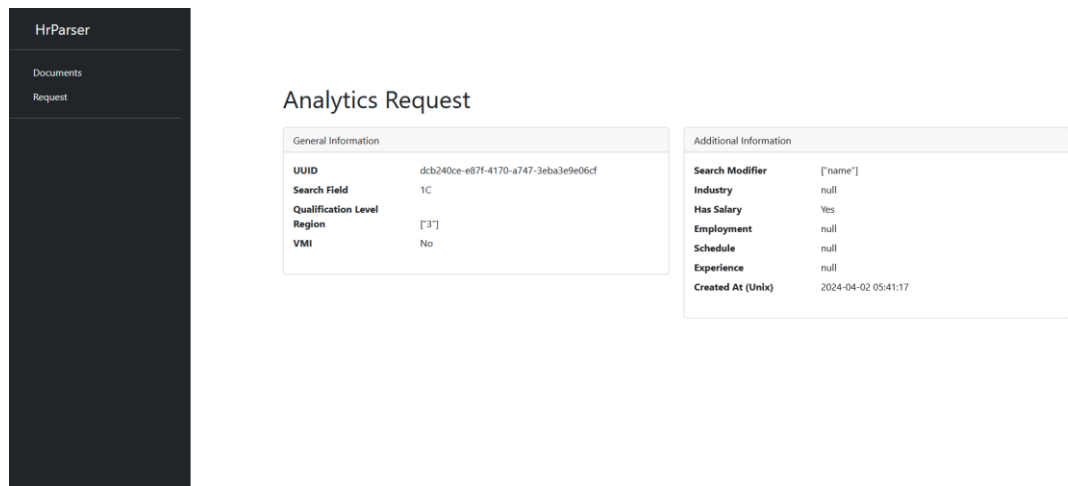 HrParser
Documents
Request
Analytics Request
General Information
UUID dcb240ce-e87f-4170-a747-3eba3e9e06cf
Search Field 1C
Qualification Level
Region ["3"]
VMI No
Additional Information
Search Modifier ["name"]
Industry null
Has Salary Yes
Employment null
Schedule null
Experience null
Created At (Unix) 2024-04-02 05:41:17